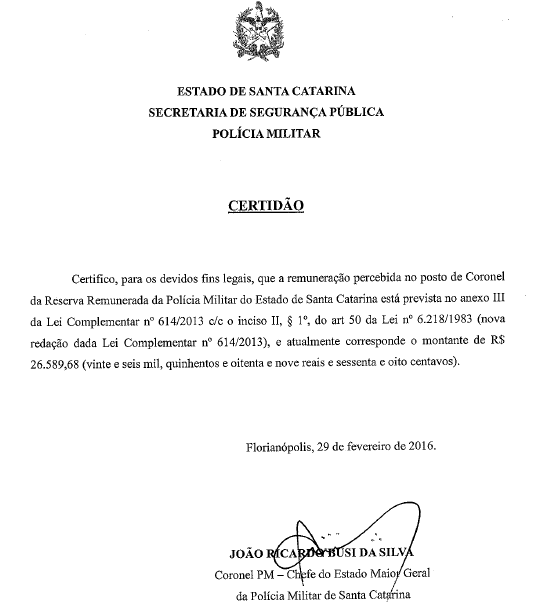 ESTADO DE SANTA CATARINA
SECRETARIA DE SEGURANÇA PÚBLICA
POLÍCIA MILITAR
CERTIDÃO
Certifico, para os devidos fins legais, que a remuneração percebida no posto de Coronel
da Reserva Remunerada da Polícia Militar do Estado de Santa Catarina está prevista no anexo III
da Lei Complementar nº 614/2013 c/c o inciso II, § 1º, do art 50 da Lei nº 6.218/1983 (nova
redação dada Lei Complementar nº 614/2013), e atualmente corresponde o montante de R$
26.589,68 (vinte e seis mil, quinhentos e oitenta e nove reais e sessenta e oito centavos).
Florianópolis, 29 de fevereiro de 2016.
JOÃO RICARDO BUSI DA SILVA
Coronel PM – Chefe do Estado Maior Geral
da Polícia Militar de Santa Catarina